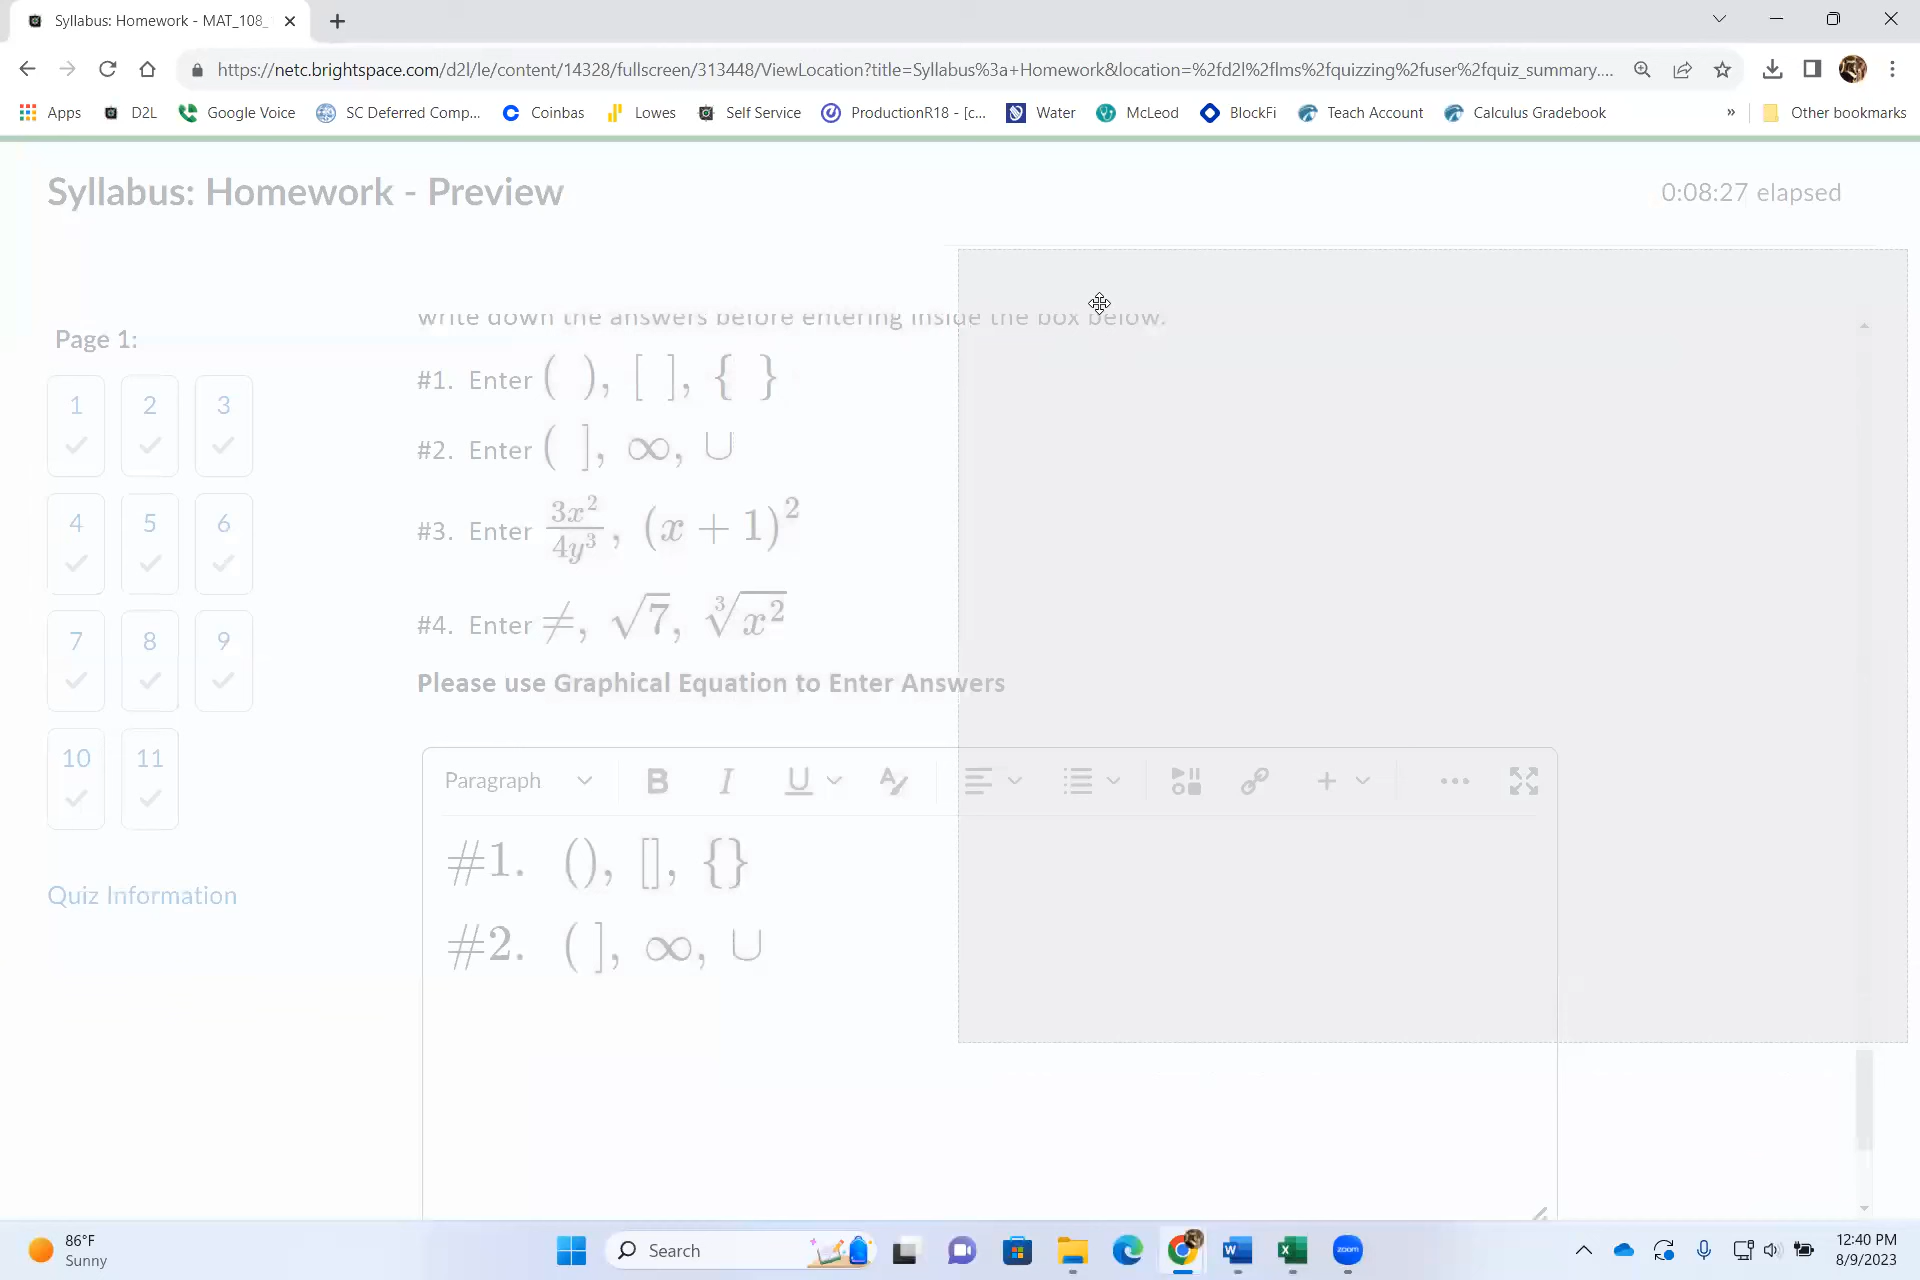 Syllabus: Homework - MAT_108_
https://netc.brightspace.com/d2l/le/content/14328/fullscreen/313448/ViewLocation?title=Syllabus%3a+Homework&location=%2fd2l%2flms%2fquizzing%2fuser%2fquiz_summary....
Apps D2L Google Voice SC Deferred Comp... Coinbas Lowes Self Service ProductionR18 - [c... Water McLeod BlockFi Teach Account Calculus Gradebook » Other bookmarks
Syllabus: Homework - Preview 0:08:27 elapsed
write down the answers before entering inside the box below.
Page 1:
#1. Enter ( ), [ ], { }
1 2 3
#2. Enter ( ], ∞, ∪
#3. Enter 3x²/4y³, (x + 1)²
4 5 6
#4. Enter ≠, √7, ∛x²
7 8 9
Please use Graphical Equation to Enter Answers
10 11
Paragraph B I U A
#1. (), [], {}
Quiz Information
#2. ( ], ∞, ∪
86°F
Sunny
Search
zoom
12:40 PM
8/9/2023